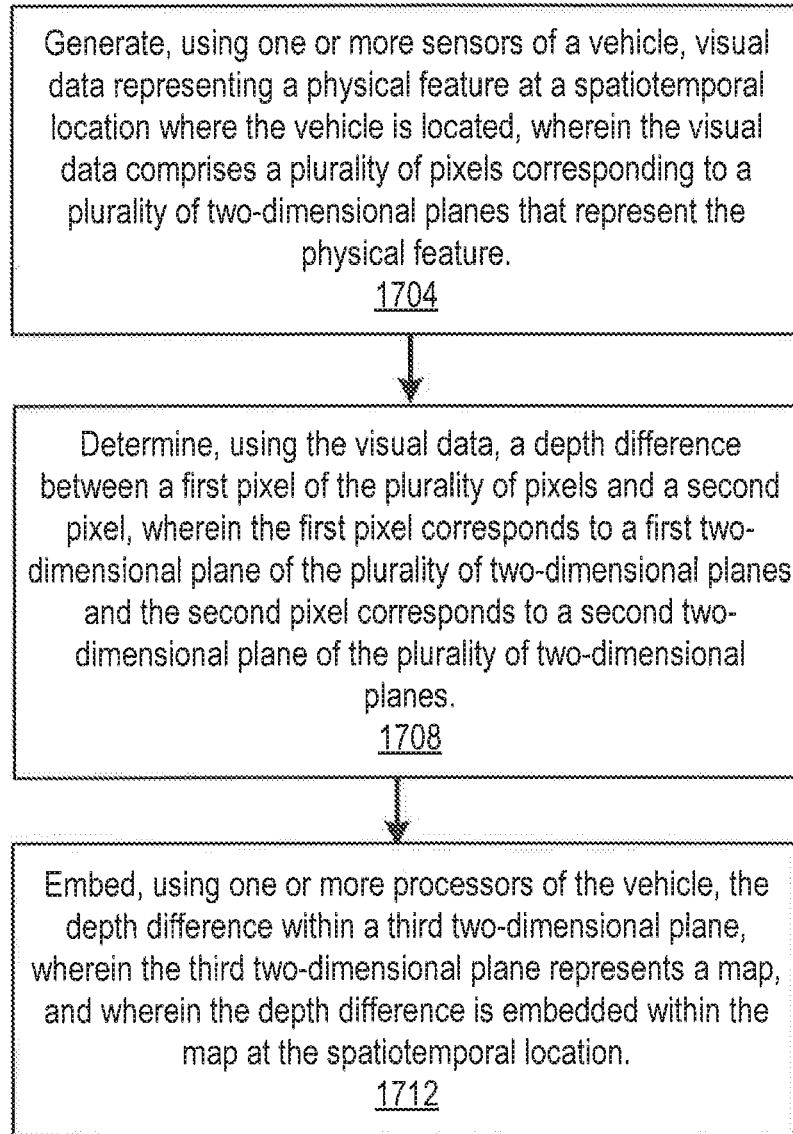 Generate, using one or more sensors of a vehicle, visual
data representing a physical feature at a spatiotemporal
location where the vehicle is located, wherein the visual
data comprises a plurality of pixels corresponding to a
plurality of two-dimensional planes that represent the
physical feature.
1704
Determine, using the visual data, a depth difference
between a first pixel of the plurality of pixels and a second
pixel, wherein the first pixel corresponds to a first two-
dimensional plane of the plurality of two-dimensional planes
and the second pixel corresponds to a second two-
dimensional plane of the plurality of two-dimensional
planes.
1708
Embed, using one or more processors of the vehicle, the
depth difference within a third two-dimensional plane,
wherein the third two-dimensional plane represents a map,
and wherein the depth difference is embedded within the
map at the spatiotemporal location.
1712